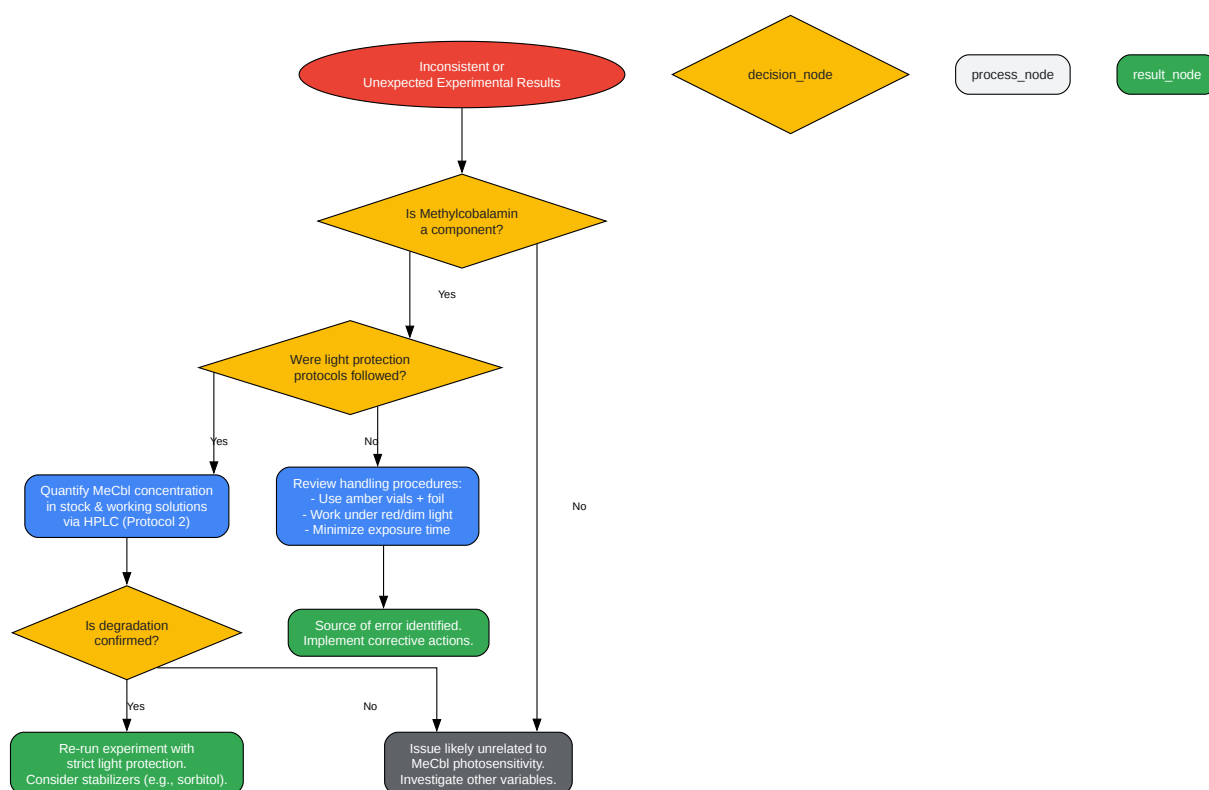 Inconsistent or
Unexpected Experimental Results
decision_node
process_node
result_node
Is Methylcobalamin
a component?
Yes
Were light protection
protocols followed?
Yes
No
Quantify MeCbl concentration
in stock & working solutions
via HPLC (Protocol 2)
Review handling procedures:
- Use amber vials + foil
- Work under red/dim light
- Minimize exposure time
No
Is degradation
confirmed?
Source of error identified.
Implement corrective actions.
Yes
No
Re-run experiment with
strict light protection.
Consider stabilizers (e.g., sorbitol).
Issue likely unrelated to
MeCbl photosensitivity.
Investigate other variables.